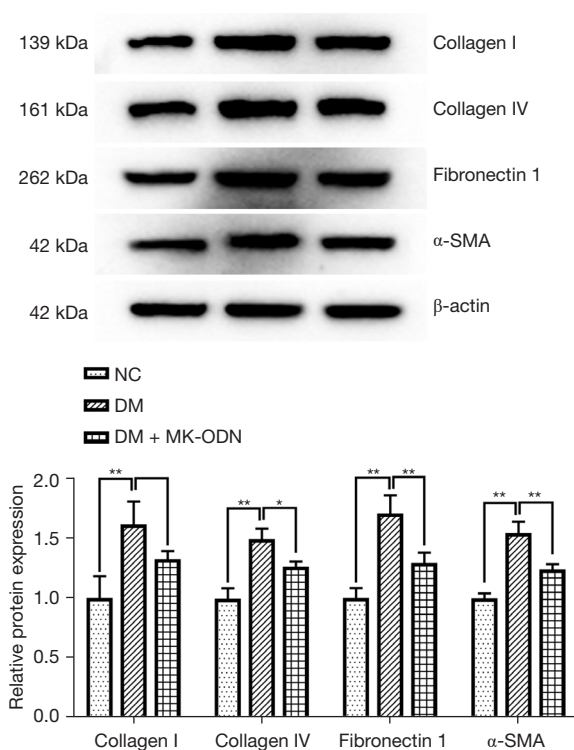 139 kDa Collagen I
161 kDa Collagen IV
262 kDa Fibronectin 1
42 kDa α-SMA
42 kDa β-actin
NC
DM
DM + MK-ODN
Relative protein expression
2.0
1.5
1.0
0.5
0.0
**
** *
** **
** **
Collagen I Collagen IV Fibronectin 1 α-SMA